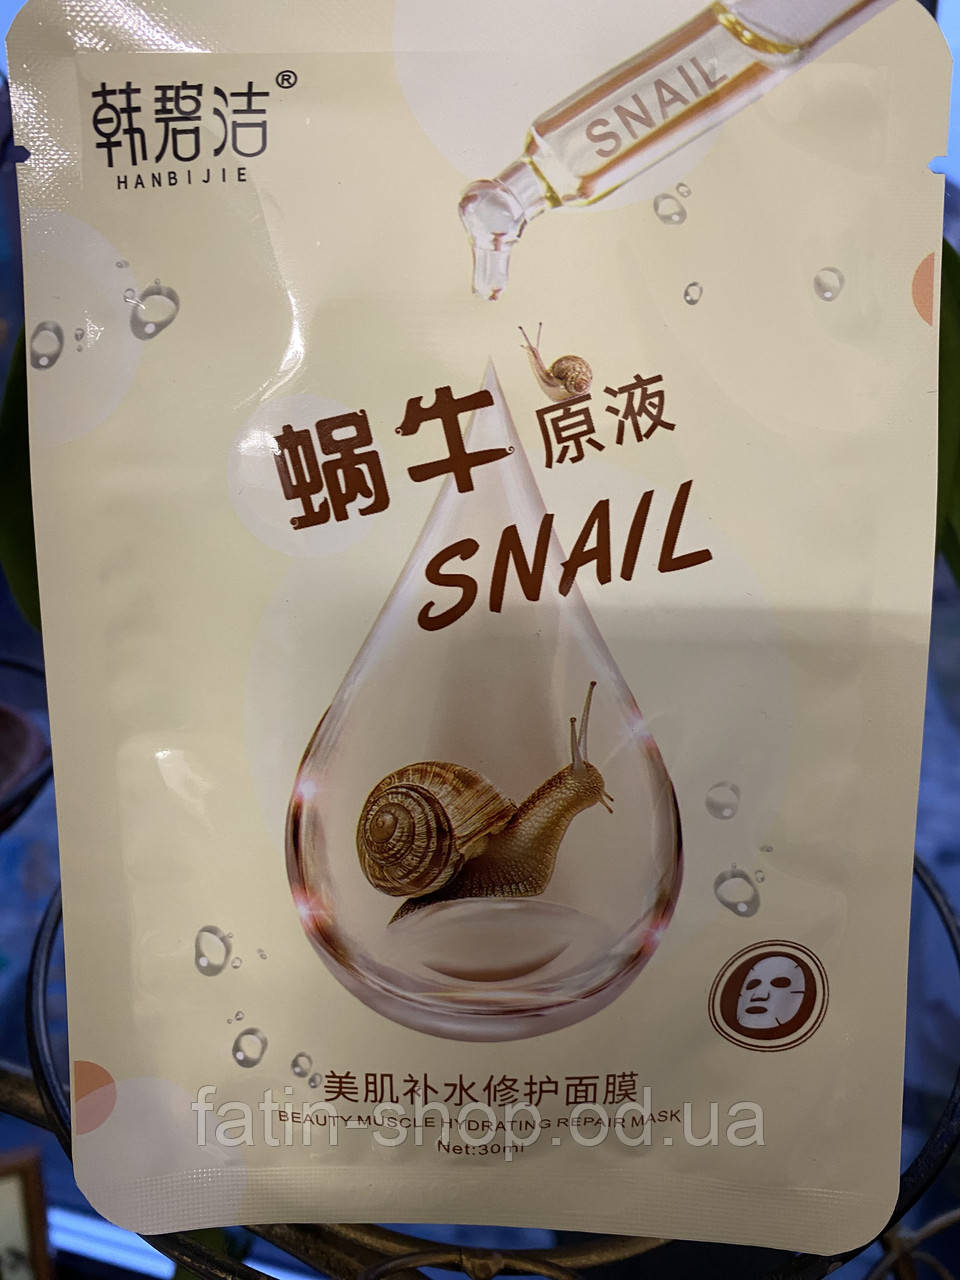 韩碧洁®
HANBIJIE
SNAIL
蜗牛原液
SNAIL
美肌补水修护面膜
BEAUTY MUSCLE HYDRATING REPAIR MASK
Net:30ml
fatin-shop.od.ua